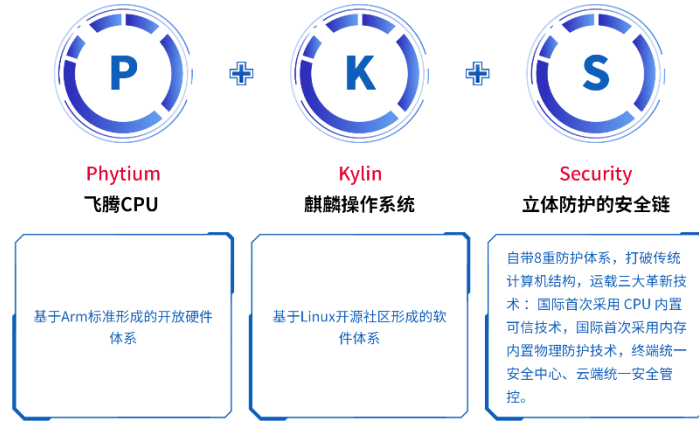 P
K
S
Phytium
Kylin
Security
飞腾CPU
麒麟操作系统
立体防护的安全链
基于Arm标准形成的开放硬件
体系
基于Linux开源社区形成的软
件体系
自带8重防护体系，打破传统
计算机结构，运载三大革新技
术：国际首次采用 CPU 内置
可信技术，国际首次采用内存
内置物理防护技术，终端统一
安全中心、云端统一安全管
控。